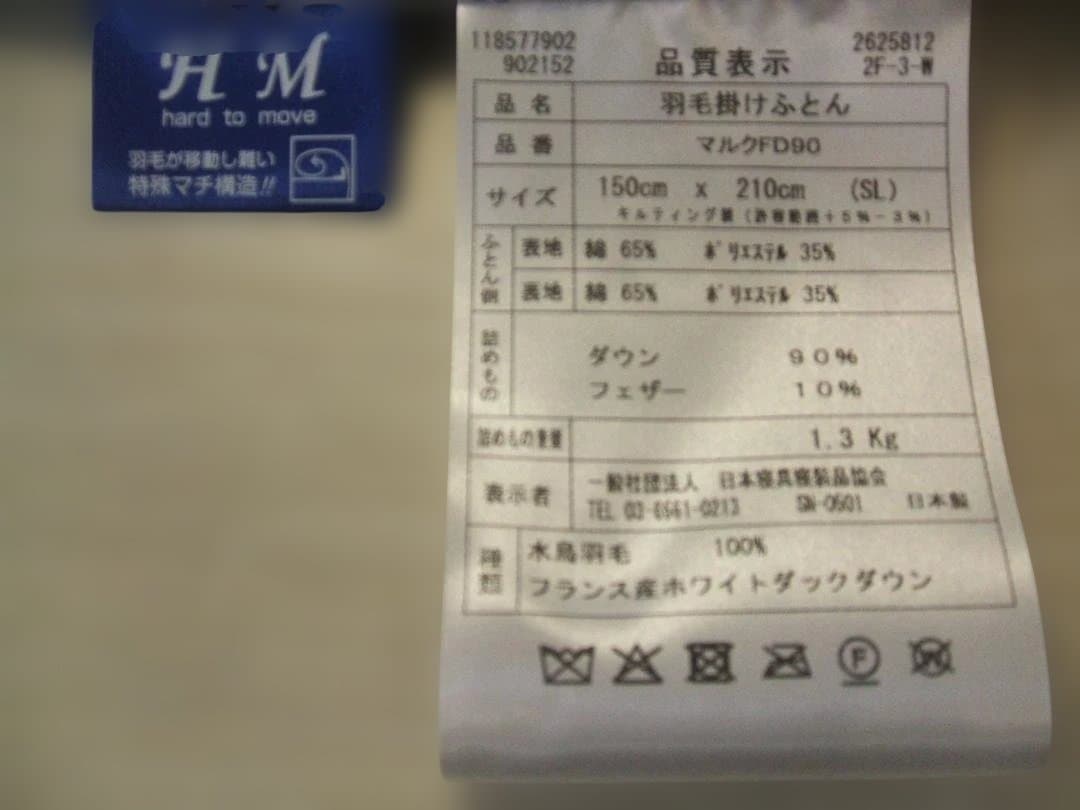 H M
hard to move
羽毛が移動し難い
特殊マチ構造!!
118577902
902152
品質表示
2625812
2F-3-W
品名 羽毛掛けふとん
品番 マルクFD90
サイズ 150cm x 210cm (SL)
キルティング前(許容範囲+5%-3%)
ふとん側 表地 綿 65% ポリエステル 35%
裏地 綿 65% ポリエステル 35%
詰めもの
ダウン 90%
フェザー 10%
詰めもの重量 1.3 Kg
表示者 一般社団法人 日本寝具寝装品協会
TEL 03-6661-0213 SN-0601 日本製
種類 水鳥羽毛 100%
フランス産ホワイトダックダウン
F
W